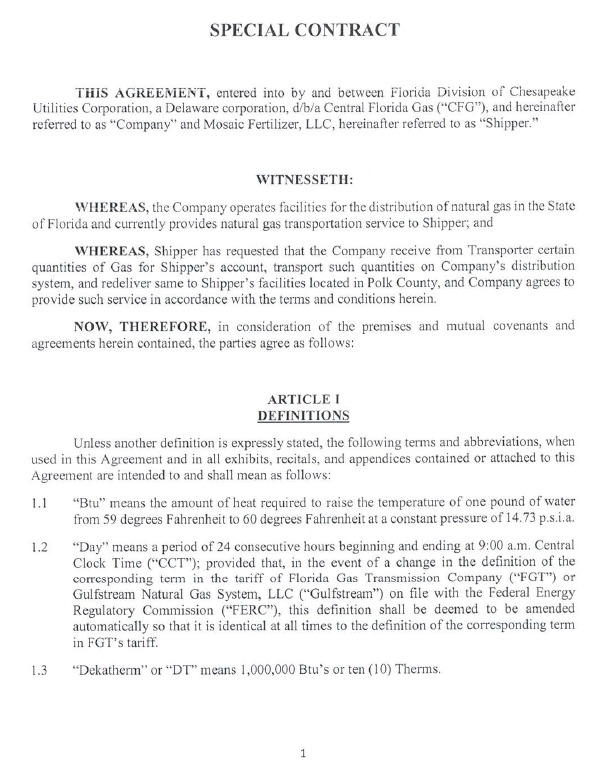 SPECIAL CONTRACT
THIS AGREEMENT, entered into by and between Florida Division of Chesapeake
Utilities Corporation, a Delaware corporation, d/b/a Central Florida Gas ("CFG"), and hereinafter
referred to as "Company" and Mosaic Fertilizer, LLC, hereinafter referred to as "Shipper."
WITNESSETH:
WHEREAS, the Company operates facilities for the distribution of natural gas in the State
of Florida and currently provides natural gas transportation service to Shipper; and
WHEREAS, Shipper has requested that the Company receive from Transporter certain
quantities of Gas for Shipper's account, transport such quantities on Company's distribution
system, and redeliver same to Shipper's facilities located in Polk County, and Company agrees to
provide such service in accordance with the terms and conditions herein.
NOW, THEREFORE, in consideration of the premises and mutual covenants and
agreements herein contained, the parties agree as follows:
ARTICLE I
DEFINITIONS
Unless another definition is expressly stated, the following terms and abbreviations, when
used in this Agreement and in all exhibits, recitals, and appendices contained or attached to this
Agreement are intended to and shall mean as follows:
1.1 "Btu" means the amount of heat required to raise the temperature of one pound of water
from 59 degrees Fahrenheit to 60 degrees Fahrenheit at a constant pressure of 14.73 p.s.i.a.
1.2 "Day" means a period of 24 consecutive hours beginning and ending at 9:00 a.m. Central
Clock Time ("CCT"); provided that, in the event of a change in the definition of the
corresponding term in the tariff of Florida Gas Transmission Company ("FGT") or
Gulfstream Natural Gas System, LLC ("Gulfstream") on file with the Federal Energy
Regulatory Commission ("FERC"), this definition shall be deemed to be amended
automatically so that it is identical at all times to the definition of the corresponding term
in FGT's tariff.
1.3 "Dekatherm" or "DT" means 1,000,000 Btu's or ten (10) Therms.
1